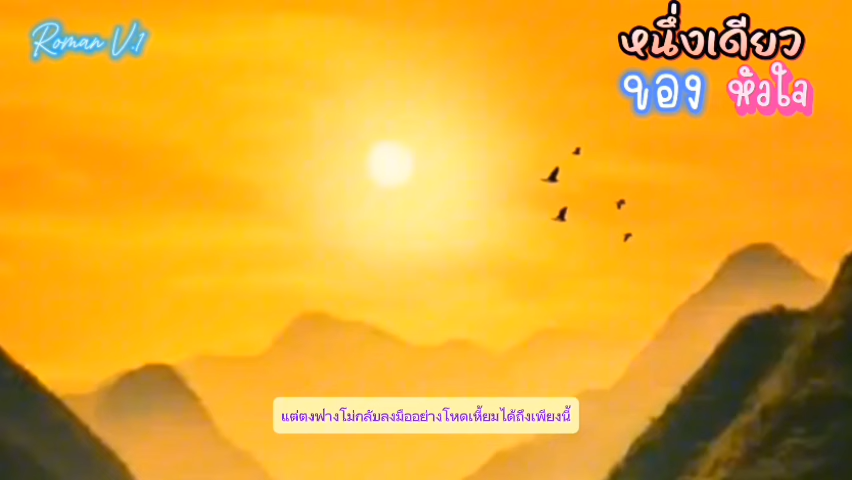 Roman V.1
หนึ่งเดียว
ของ หัวใจ
แต่ตงฟางโม่กลับลงมืออย่างโหดเหี้ยมได้ถึงเพียงนี้